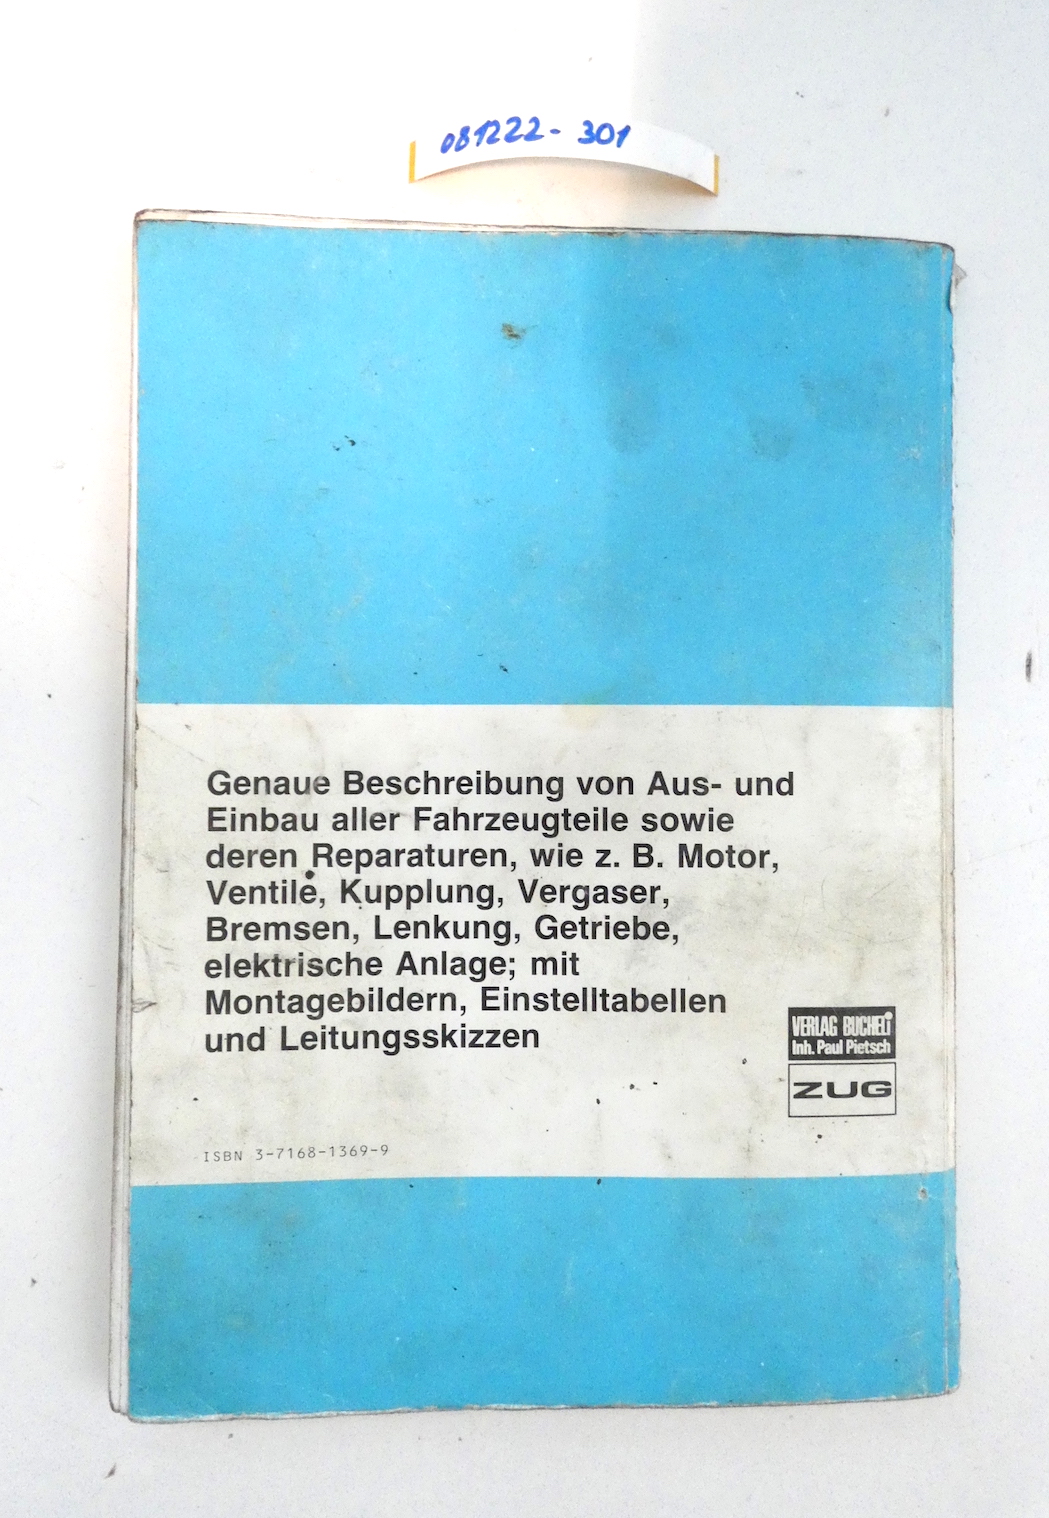 081222- 301
Genaue Beschreibung von Aus- und
Einbau aller Fahrzeugteile sowie
deren Reparaturen, wie z. B. Motor,
Ventile, Kupplung, Vergaser,
Bremsen, Lenkung, Getriebe,
elektrische Anlage; mit
Montagebildern, Einstelltabellen
und Leitungsskizzen
VERLAG BUCHELI
Inh. Paul Pietsch
ZUG
ISBN 3-7168-1369-9